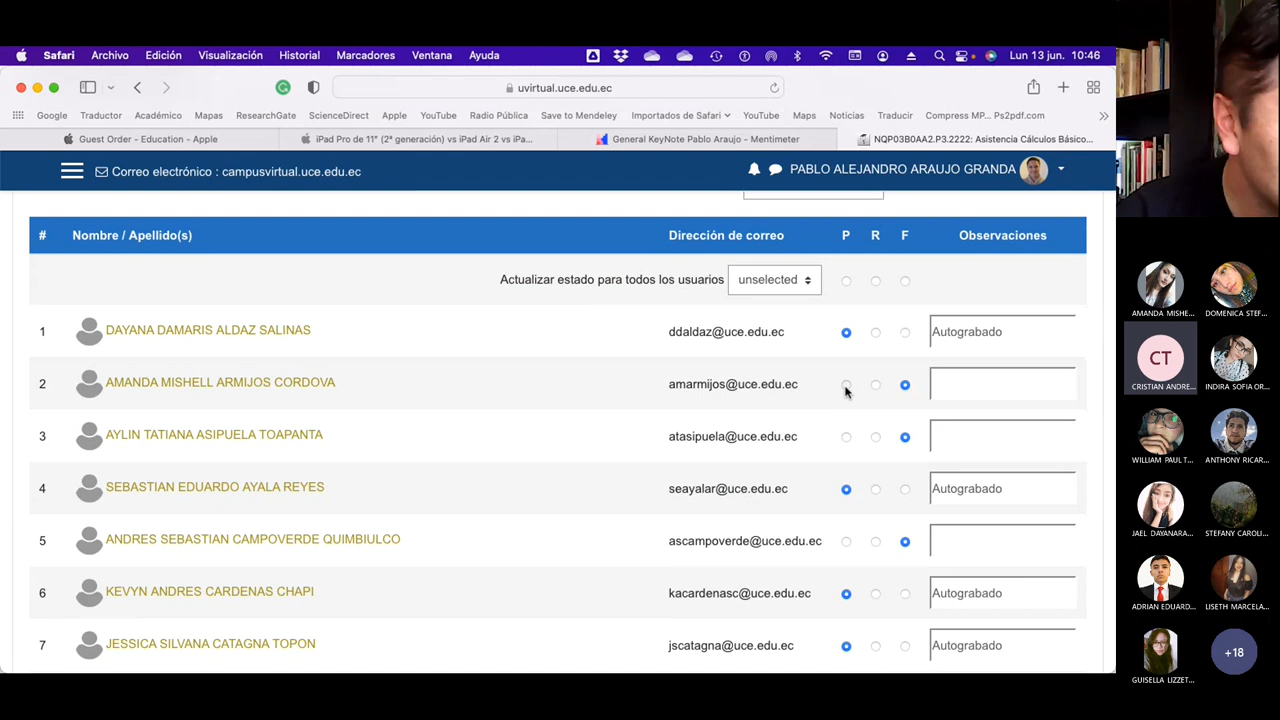 Safari Archivo Edición Visualización Historial Marcadores Ventana Ayuda Lun 13 jun. 10:46
uvirtual.uce.edu.ec
Google Traductor Académico Mapas ResearchGate ScienceDirect Apple YouTube Radio Pública Save to Mendeley Importados de Safari YouTube Maps Noticias Traducir Compress MP... Ps2pdf.com
Guest Order - Education - Apple iPad Pro de 11" (2ª generación) vs iPad Air 2 vs iPa... General KeyNote Pablo Araujo - Mentimeter NQP03B0AA2.P3.2222: Asistencia Cálculos Básico...
Correo electrónico : campusvirtual.uce.edu.ec PABLO ALEJANDRO ARAUJO GRANDA
# Nombre / Apellido(s) Dirección de correo P R F Observaciones
Actualizar estado para todos los usuarios unselected
1 DAYANA DAMARIS ALDAZ SALINAS ddaldaz@uce.edu.ec Autograbado
2 AMANDA MISHELL ARMIJOS CORDOVA amarmijos@uce.edu.ec
3 AYLIN TATIANA ASIPUELA TOAPANTA atasipuela@uce.edu.ec
4 SEBASTIAN EDUARDO AYALA REYES seayalar@uce.edu.ec Autograbado
5 ANDRES SEBASTIAN CAMPOVERDE QUIMBIULCO ascampoverde@uce.edu.ec
6 KEVYN ANDRES CARDENAS CHAPI kacardenasc@uce.edu.ec Autograbado
7 JESSICA SILVANA CATAGNA TOPON jscatagna@uce.edu.ec Autograbado
AMANDA MISHE... DOMENICA STEF...
CT
CRISTIAN ANDRE... INDIRA SOFIA OR...
WILLIAM PAUL T... ANTHONY RICAR...
JAEL DAYANARA... STEFANY CAROLI...
ADRIAN EDUARD... LISETH MARCELA...
+18
GUISELLA LIZZET...